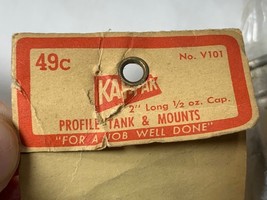 49c
No. V101
2" Long 1/2 oz. Cap.
PROFILE TANK & MOUNTS
"FOR A JOB WELL DONE"